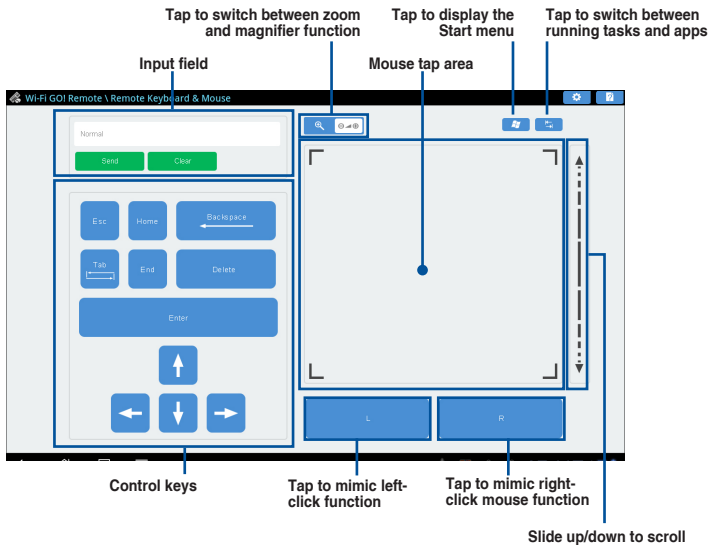 Tap to switch between zoom
and magnifier function
Tap to display the
Start menu
Tap to switch between
running tasks and apps
Input field
Mouse tap area
Wi-Fi GO! Remote \ Remote Keyboard & Mouse
Normal
Send
Clear
Esc
Home
Backspace
Tab
End
Delete
Enter
L
R
Control keys
Tap to mimic left-
click function
Tap to mimic right-
click mouse function
Slide up/down to scroll